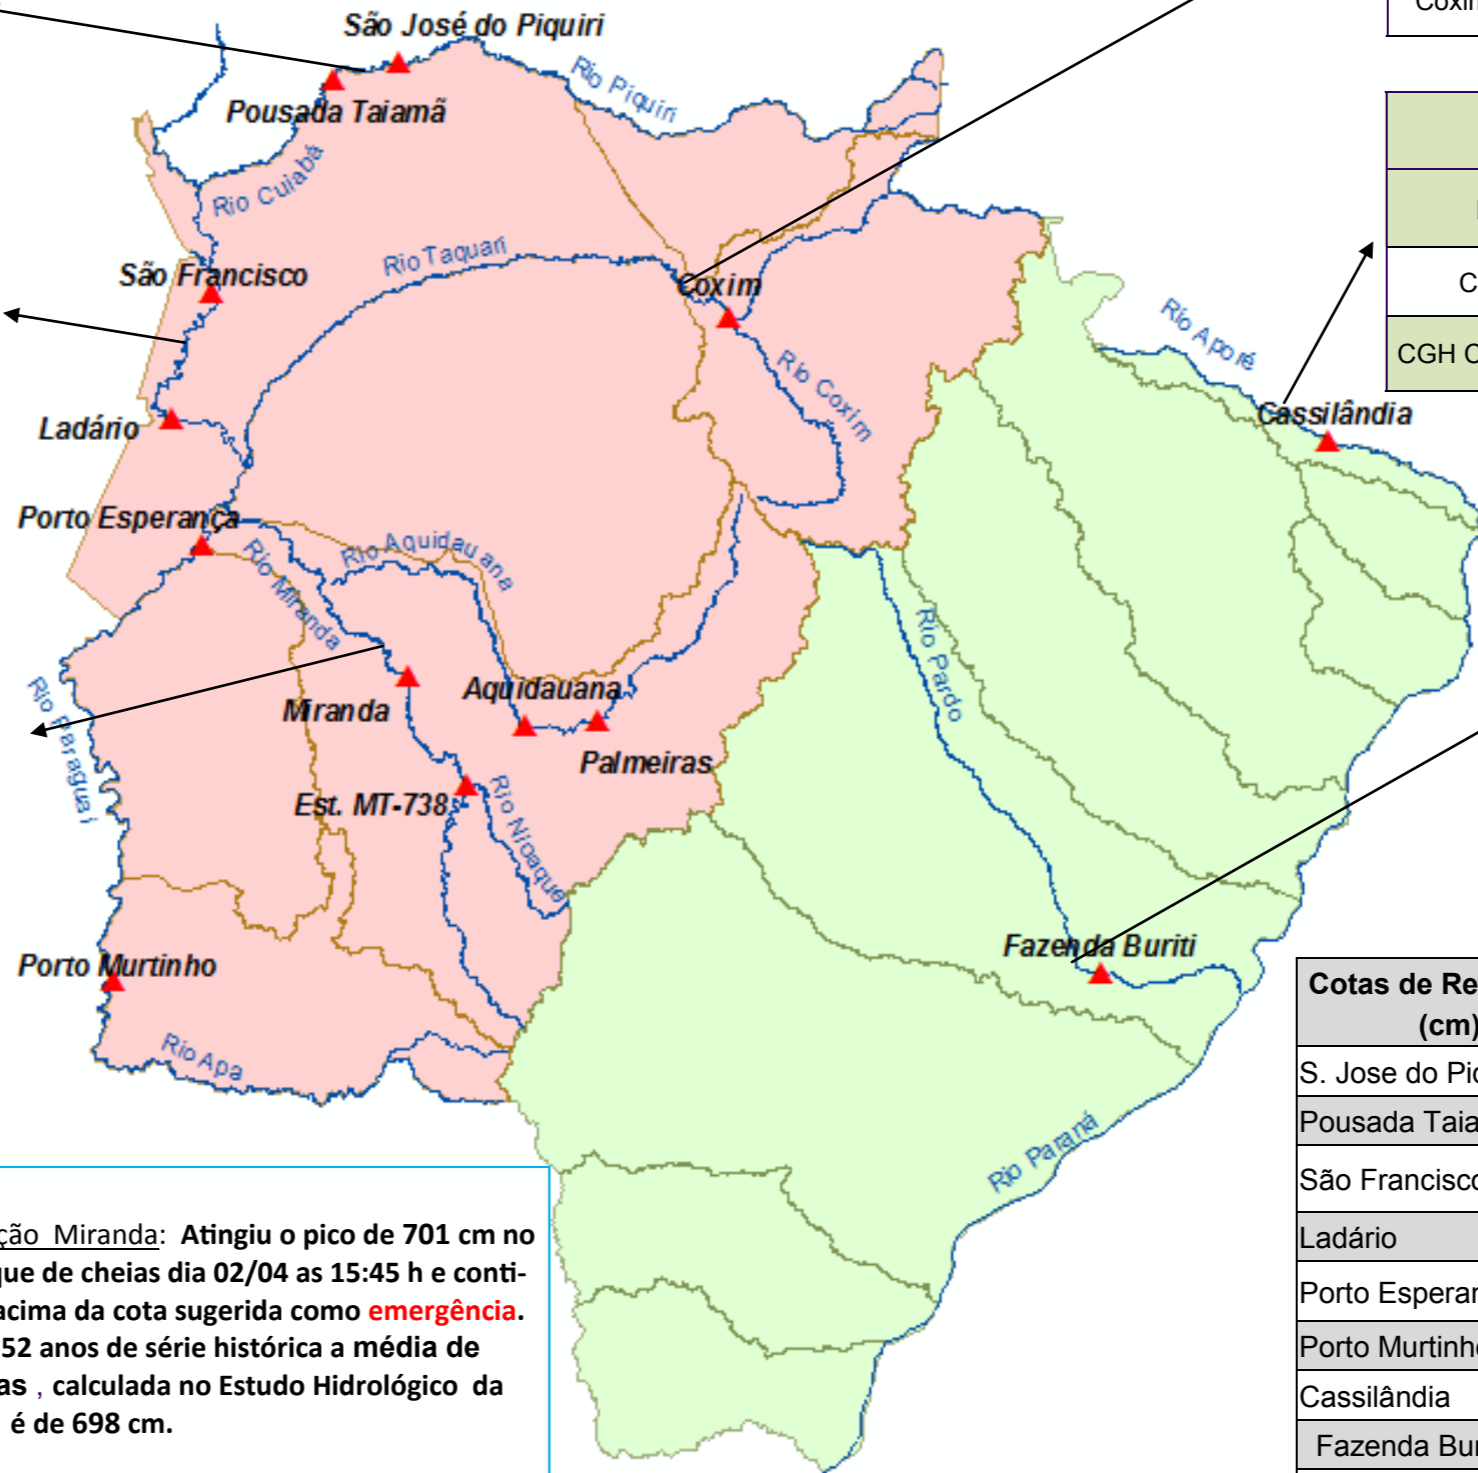 Coxim
São José do Piquiri
Rio Piquiri
Pousada Taiamã
Rio Cuiabá
São Francisco
Rio Taquari
Coxim
C
CGH C
Rio Aporé
Cassilândia
Ladário
Rio Coxim
Porto Esperança
Rio Aquidauana
Rio Miranda
Rio Pardo
Rio Paraguai
Miranda
Aquidauana
Palmeiras
Est. MT-738
Rio Nioaque
Fazenda Buriti
Porto Murtinho
Rio Apa
Rio Paraná
ção Miranda: Atingiu o pico de 701 cm no
que de cheias dia 02/04 as 15:45 h e conti-
acima da cota sugerida como emergência.
52 anos de série histórica a média de
as , calculada no Estudo Hidrológico da
é de 698 cm.
Cotas de Re
(cm)
S. Jose do Piq
Pousada Taia
São Francisco
Ladário
Porto Esperan
Porto Murtinho
Cassilândia
Fazenda Bur